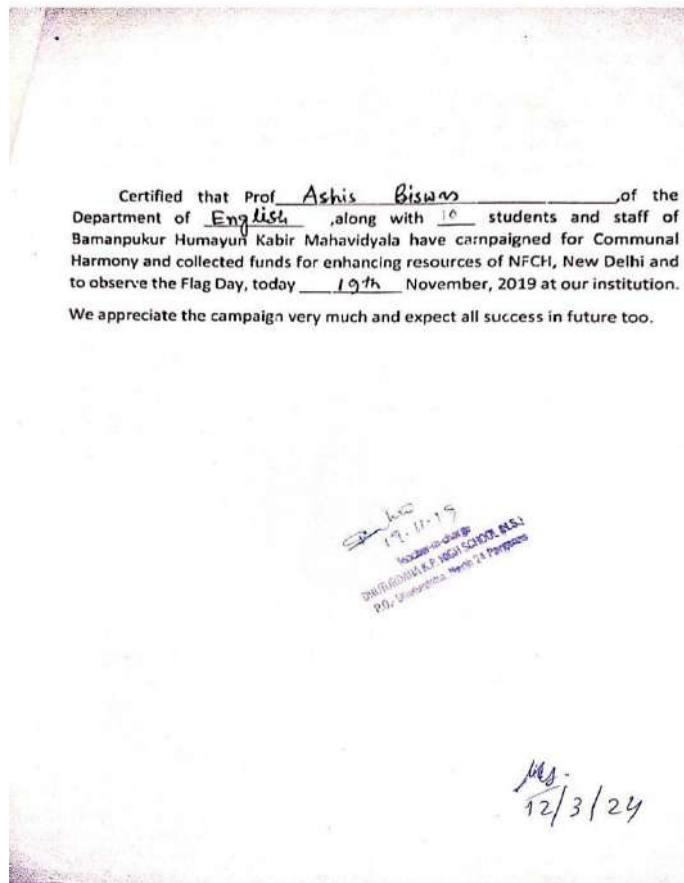 Certified that Prof Ashis Biswas ,of the
Department of English ,along with 10 students and staff of
Bamanpukur Humayun Kabir Mahavidyala have campaigned for Communal
Harmony and collected funds for enhancing resources of NFCH, New Delhi and
to observe the Flag Day, today 19th November, 2019 at our institution.
We appreciate the campaign very much and expect all success in future too.
19.11.19
Teacher-in-charge
K.P. HIGH SCHOOL (H.S.)
P.O.- North 24 Parganas
12/3/24